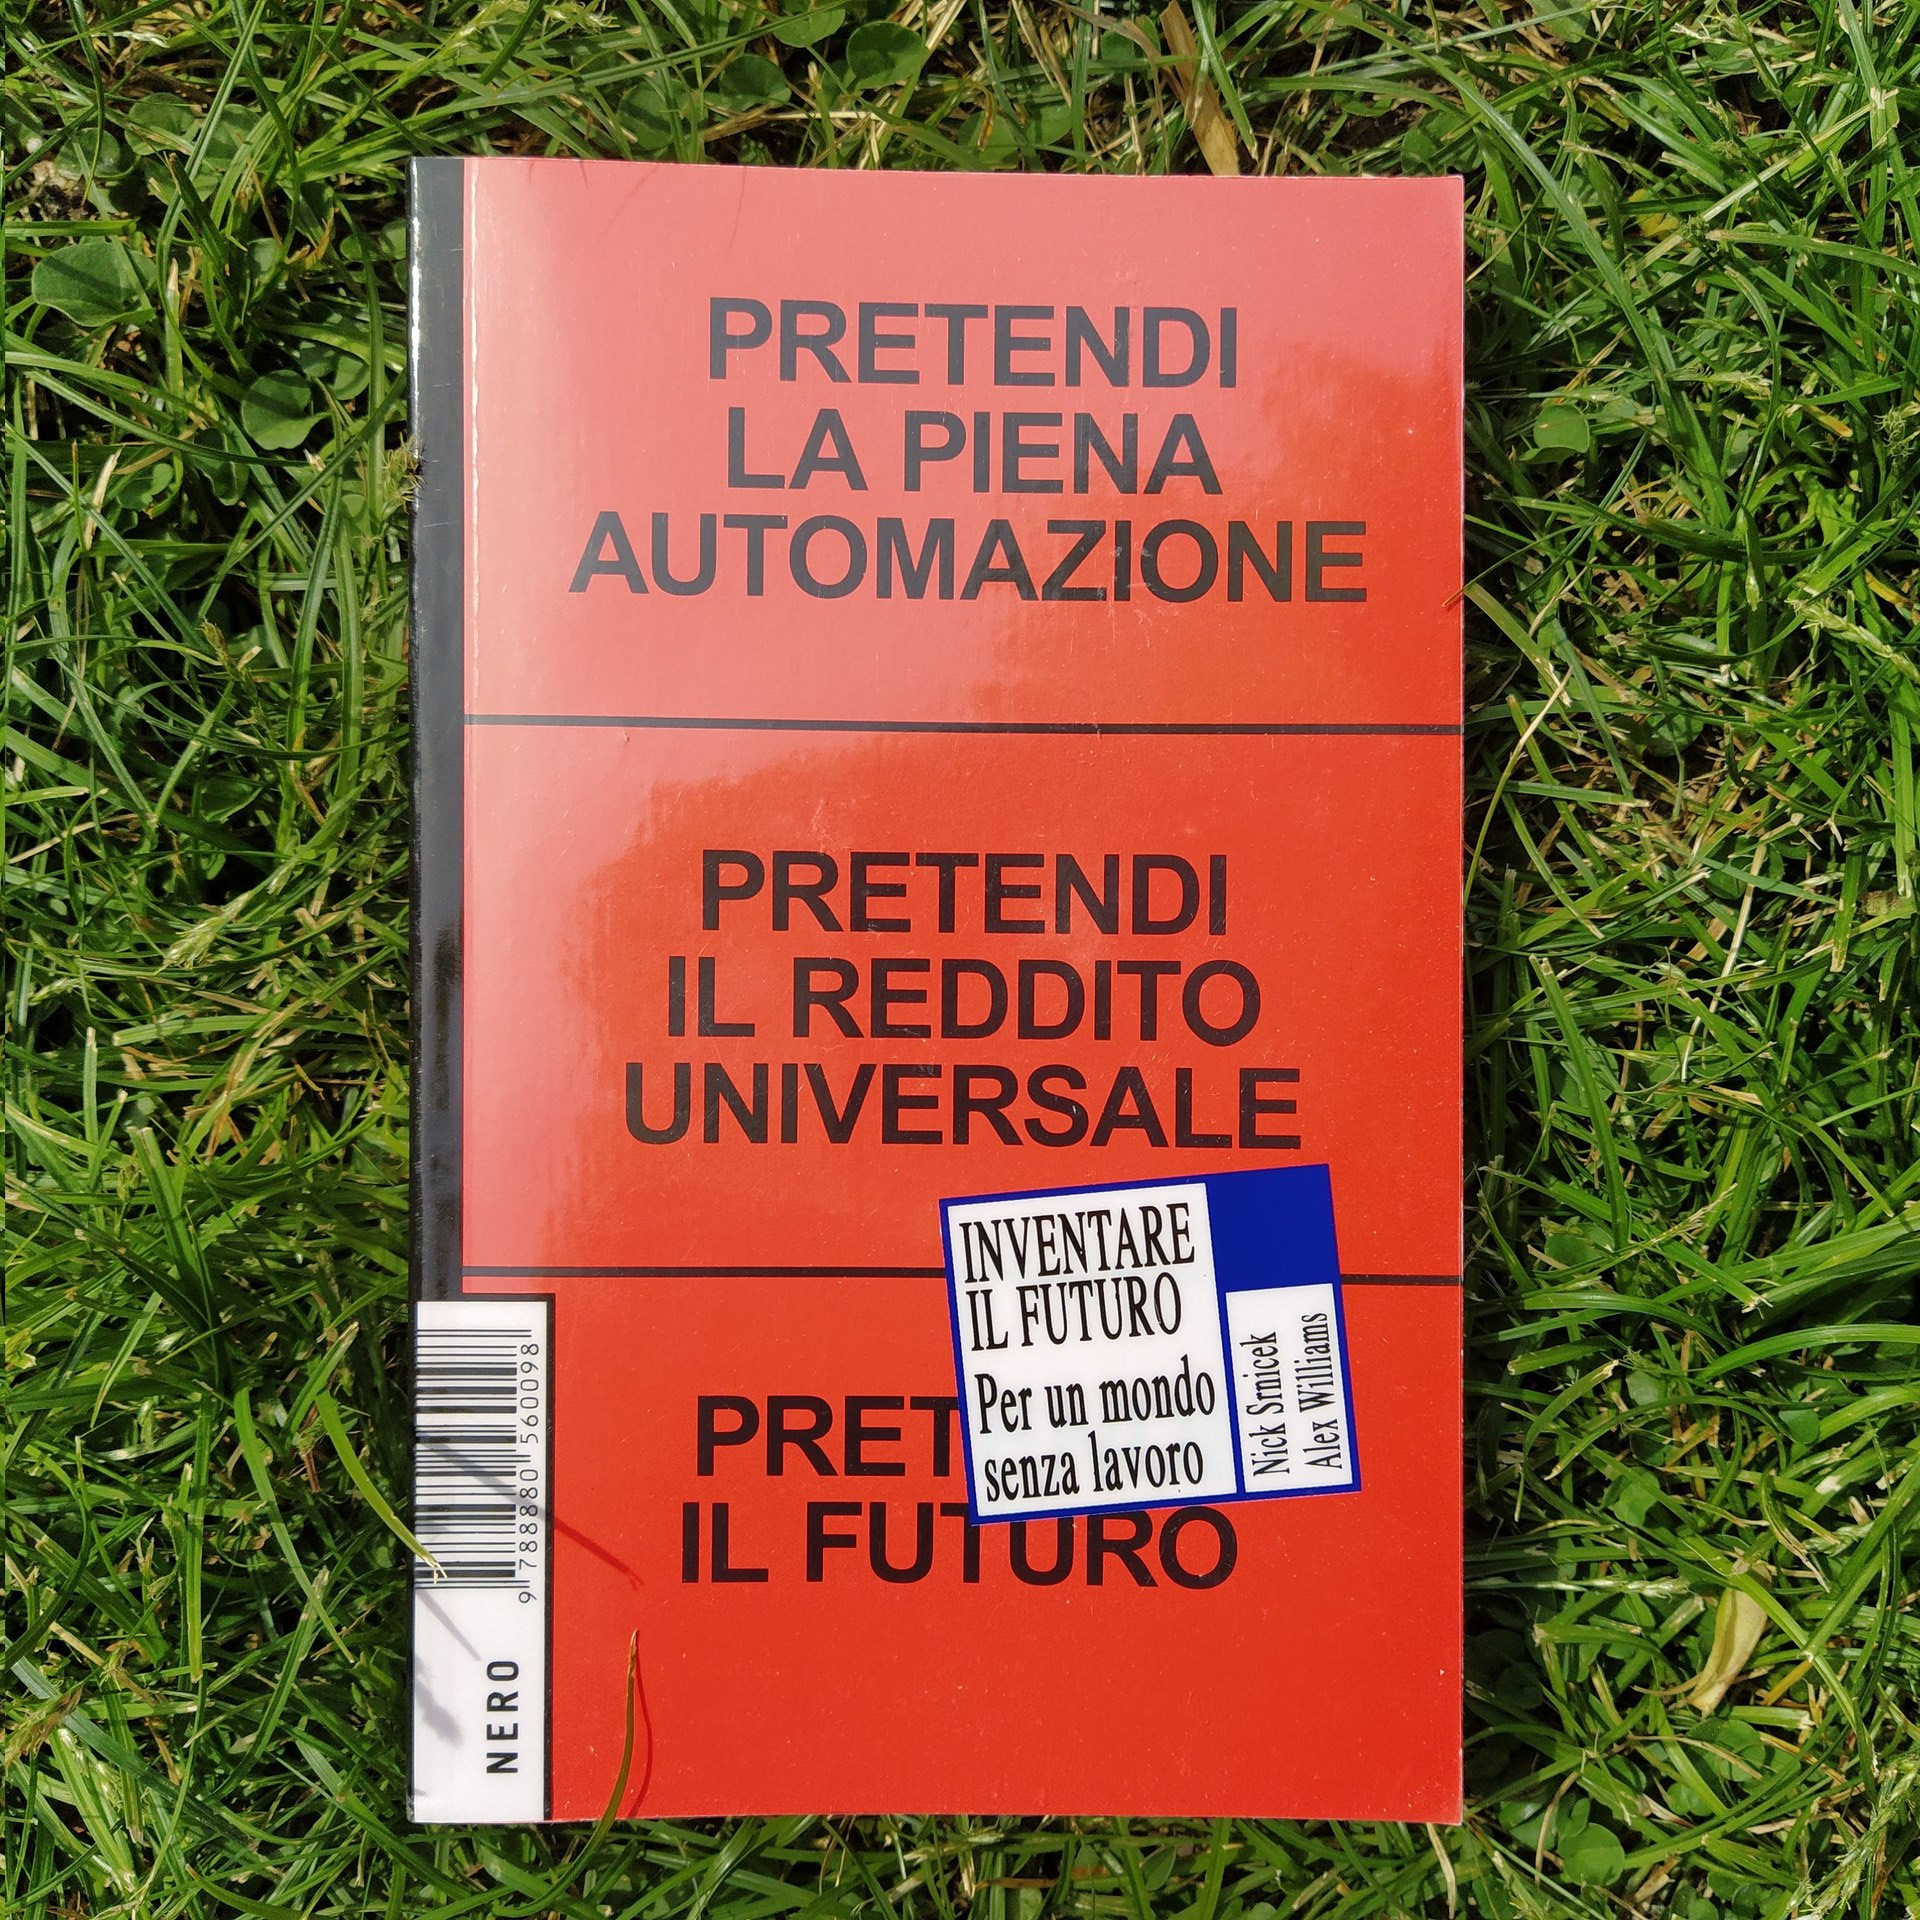 PRETENDI
LA PIENA
AUTOMAZIONE
PRETENDI
IL REDDITO
UNIVERSALE
INVENTARE
IL FUTURO
Per un mondo
senza lavoro
Nick Srnicek
Alex Williams
PRET
IL FUTURO
9 788880 560098
NERO